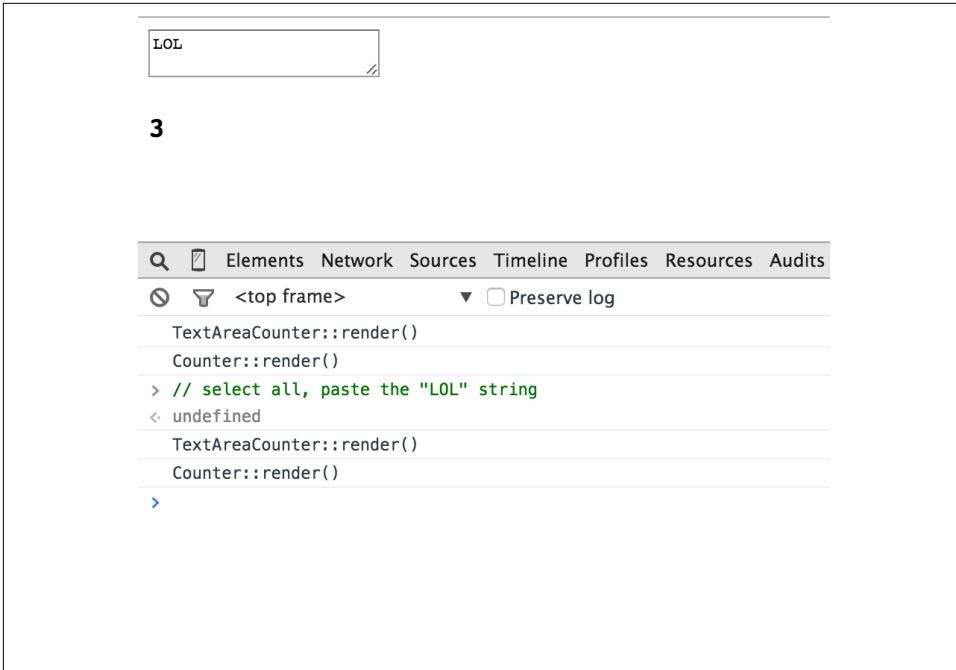 LOL
3
Elements Network Sources Timeline Profiles Resources Audits
<top frame> ▼ Preserve log
TextAreaCounter::render()
Counter::render()
> // select all, paste the "LOL" string
<· undefined
TextAreaCounter::render()
Counter::render()
>